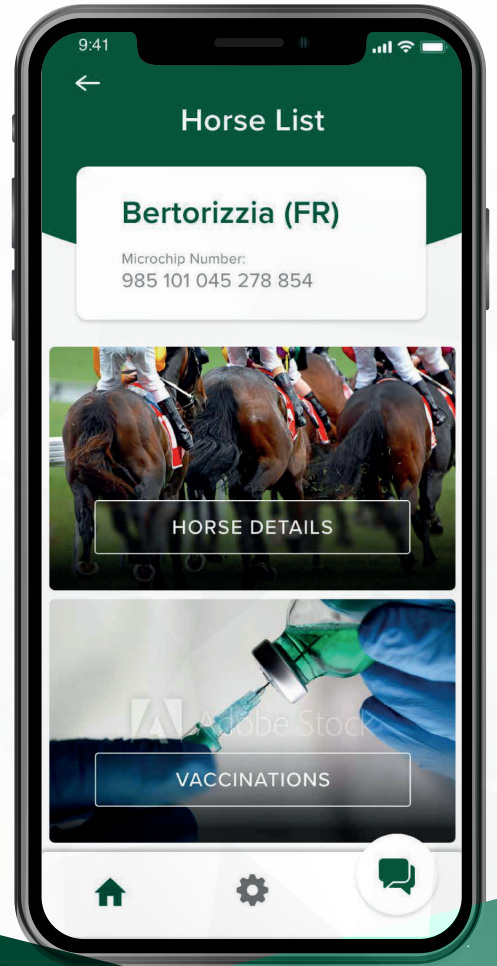 9:41
Horse List
Bertorizzia (FR)
Microchip Number:
985 101 045 278 854
HORSE DETAILS
Adobe Stock
VACCINATIONS